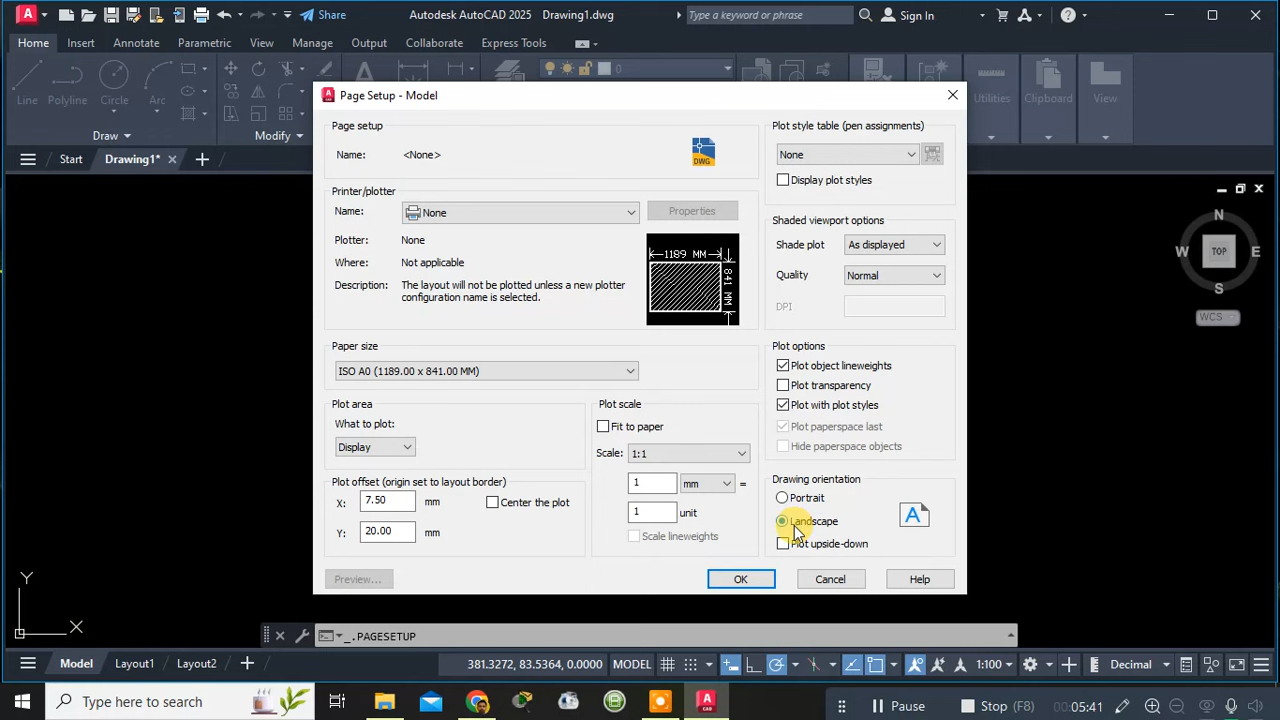 Share
Autodesk AutoCAD 2025 Drawing1.dwg
Type a keyword or phrase
Sign In
Home Insert Annotate Parametric View Manage Output Collaborate Express Tools
0
Line Polyline Circle Arc
Utilities Clipboard View
Draw Modify
Start Drawing1*
Page Setup - Model
Page setup
Name: <None>
DWG
Printer/plotter
Name: None
Properties
Plotter: None
Where: Not applicable
Description: The layout will not be plotted unless a new plotter
configuration name is selected.
1189 MM
841 MM
Paper size
ISO A0 (1189.00 x 841.00 MM)
Plot area
What to plot:
Display
Plot offset (origin set to layout border)
X: 7.50 mm
Center the plot
Y: 20.00 mm
Plot scale
Fit to paper
Scale: 1:1
1 mm =
1 unit
Scale lineweights
Plot style table (pen assignments)
None
Display plot styles
Shaded viewport options
Shade plot As displayed
Quality Normal
DPI
Plot options
Plot object lineweights
Plot transparency
Plot with plot styles
Plot paperspace last
Hide paperspace objects
Drawing orientation
Portrait
Landscape
A
Plot upside-down
Preview...
OK Cancel Help
N
W TOP E
S
WCS
Y
X
_.PAGESETUP
Model Layout1 Layout2
381.3272, 83.5364, 0.0000 MODEL
1:100
Decimal
Type here to search
Pause Stop (F8) 00:05:41